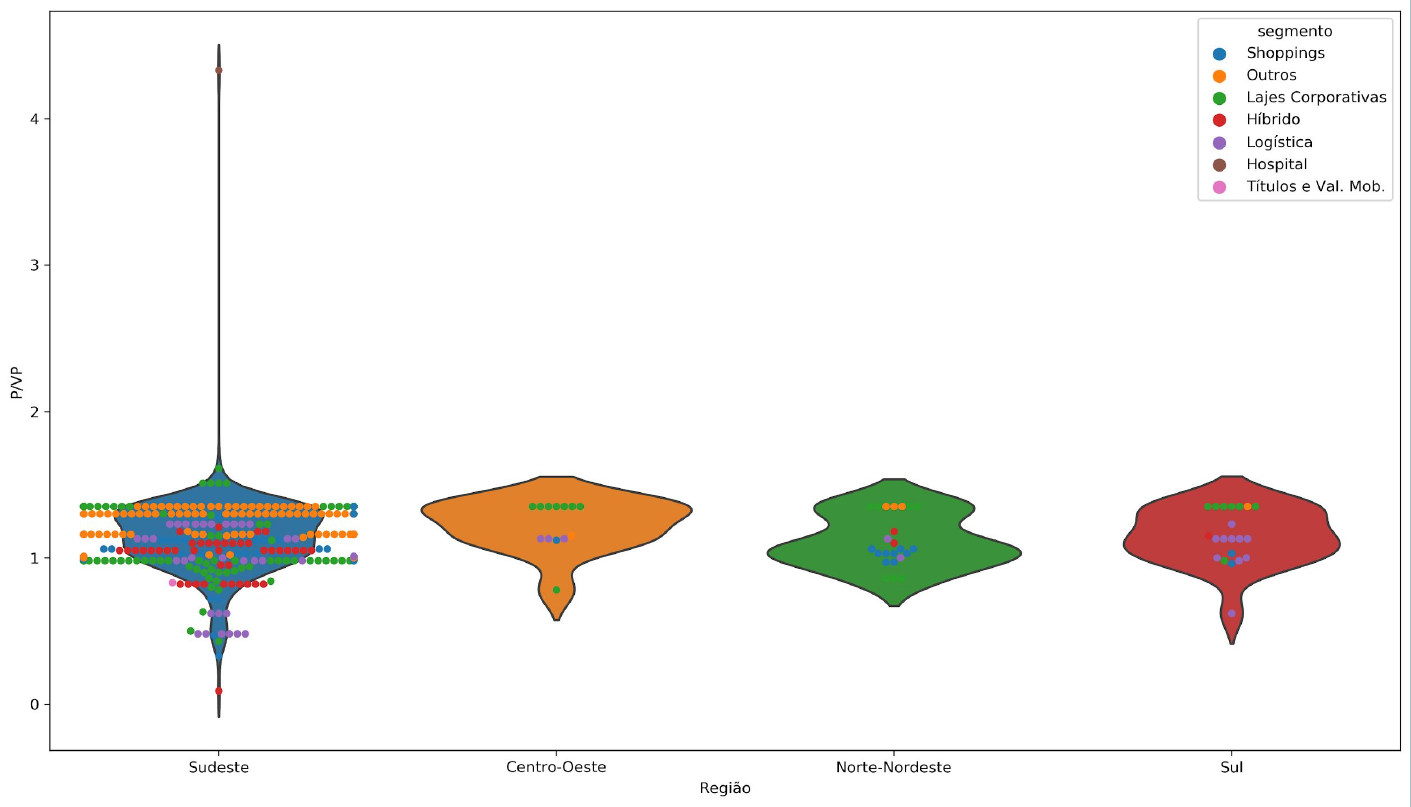 segmento
Shoppings
Outros
Lajes Corporativas
Híbrido
Logística
Hospital
Títulos e Val. Mob.
4
3
2
1
0
P/VP
Sudeste
Centro-Oeste
Norte-Nordeste
Sul
Região